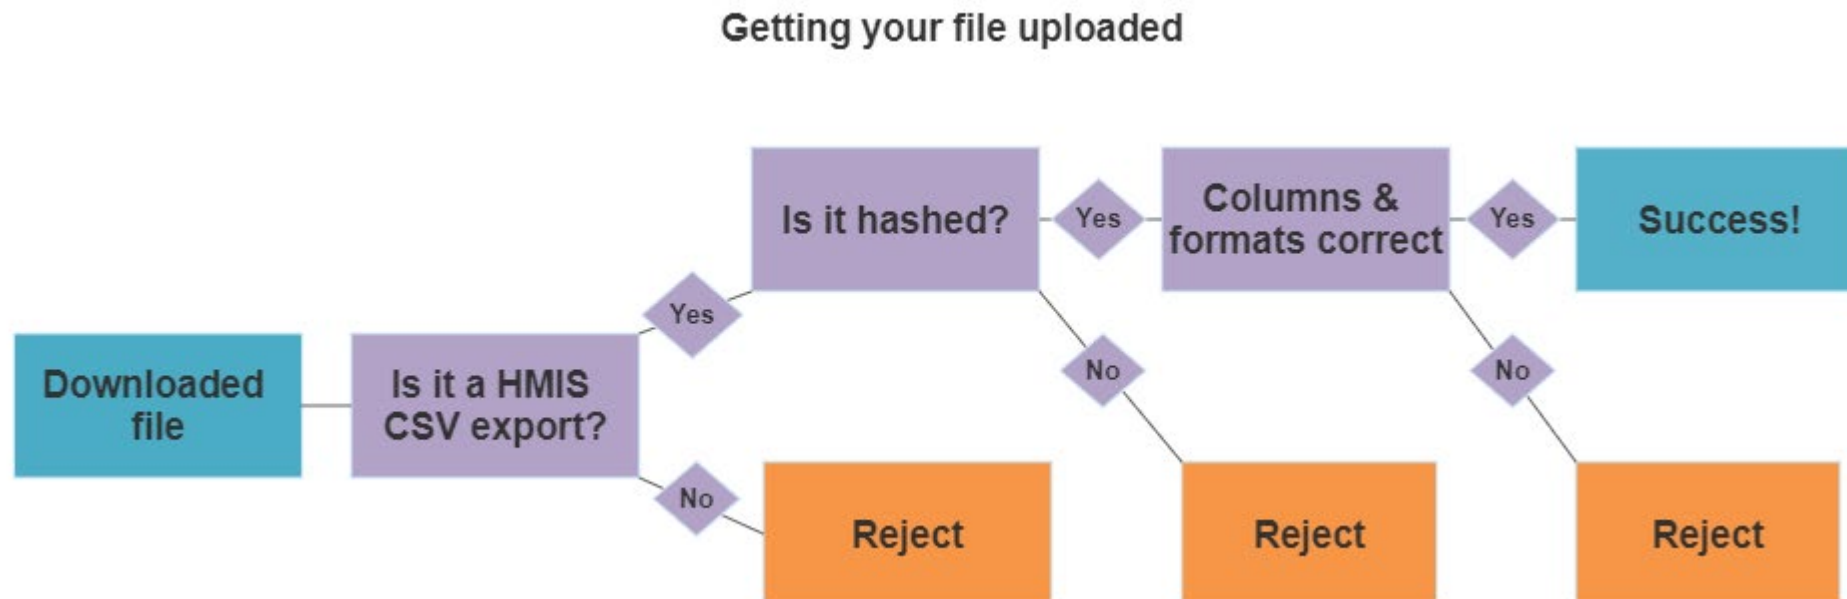 Getting your file uploaded
Is it hashed?
Yes
Columns &
formats correct
Yes
Success!
Yes
Downloaded
file
Is it a HMIS
CSV export?
No
No
No
Reject
Reject
Reject